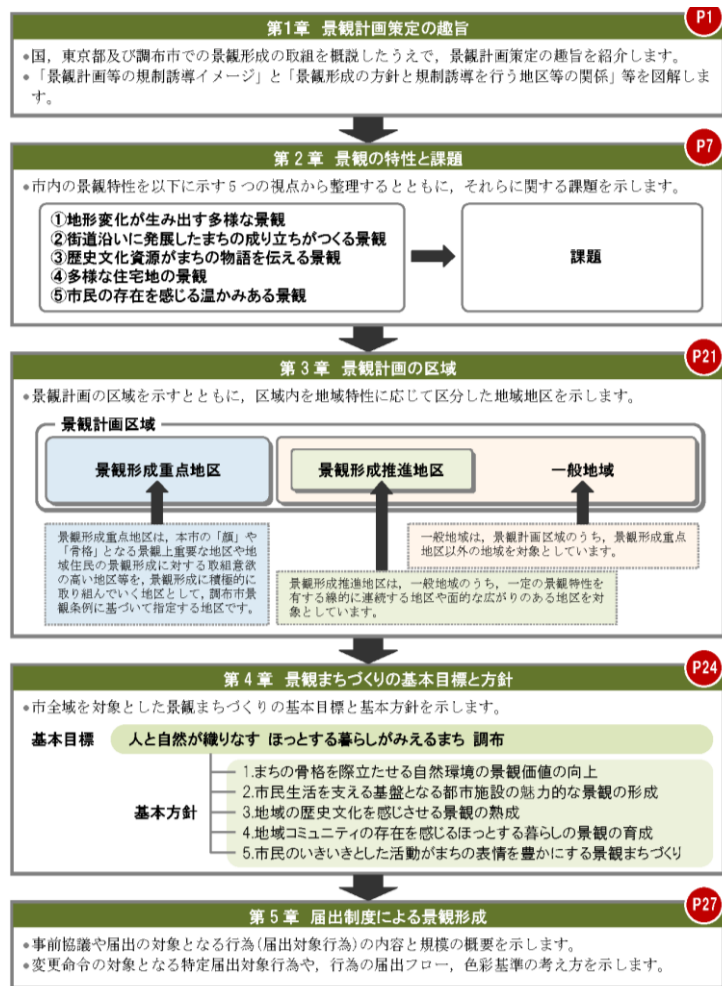 P1
第1章 景観計画策定の趣旨
●国，東京都及び調布市での景観形成の取組を概説したうえで，景観計画策定の趣旨を紹介します。
●「景観計画等の規制誘導イメージ」と「景観形成の方針と規制誘導を行う地区等の関係」等を図解しま
す。
P7
第２章 景観の特性と課題
●市内の景観特性を以下に示す５つの視点から整理するとともに，それらに関する課題を示します。
①地形変化が生み出す多様な景観
②街道沿いに発展したまちの成り立ちがつくる景観
③歴史文化資源がまちの物語を伝える景観
④多様な住宅地の景観
⑤市民の存在を感じる温かみある景観
課題
P21
第３章 景観計画の区域
●景観計画の区域を示すとともに，区域内を地域特性に応じて区分した地域地区を示します。
景観計画区域
景観形成重点地区
景観形成推進地区
一般地域
景観形成重点地区は，本市の「顔」や
「骨格」となる景観上重要な地区や地
域住民の景観形成に対する取組意欲
の高い地区等を，景観形成に積極的に
取り組んでいく地区として，調布市景
観条例に基づいて指定する地区です。
一般地域は，景観計画区域のうち，景観形成重点
地区以外の地域を対象としています。
景観形成推進地区は，一般地域のうち，一定の景観特性を
有する線的に連続する地区や面的な広がりのある地区を対
象としています。
P24
第４章 景観まちづくりの基本目標と方針
●市全域を対象とした景観まちづくりの基本目標と基本方針を示します。
基本目標 人と自然が織りなす ほっとする暮らしがみえるまち 調布
基本方針
1.まちの骨格を際立たせる自然環境の景観価値の向上
2.市民生活を支える基盤となる都市施設の魅力的な景観の形成
3.地域の歴史文化を感じさせる景観の熟成
4.地域コミュニティの存在を感じるほっとする暮らしの景観の育成
5.市民のいきいきとした活動がまちの表情を豊かにする景観まちづくり
P27
第５章 届出制度による景観形成
●事前協議や届出の対象となる行為(届出対象行為)の内容と規模の概要を示します。
●変更命令の対象となる特定届出対象行為や，行為の届出フロー，色彩基準の考え方を示します。